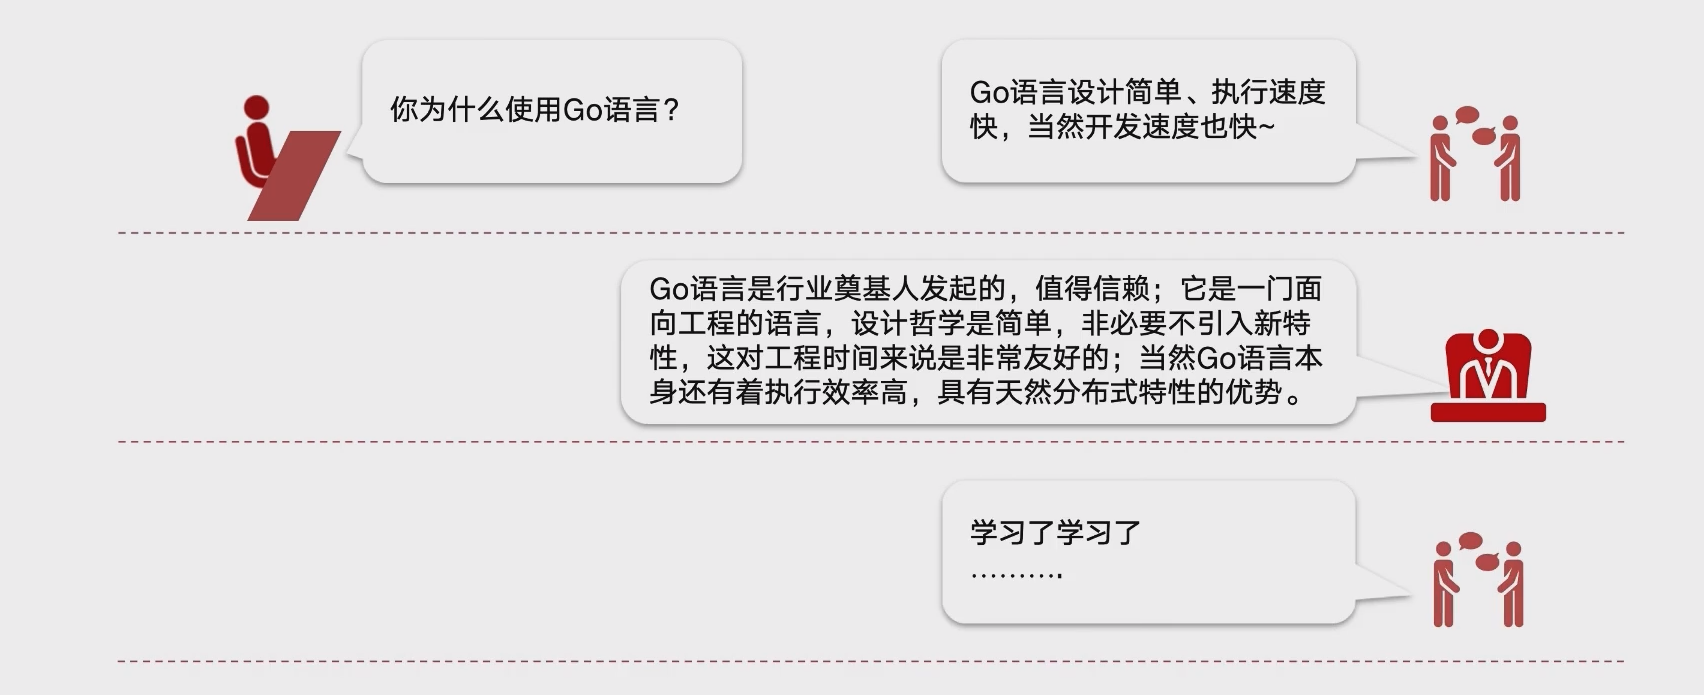 你为什么使用Go语言？
Go语言设计简单、执行速度
快，当然开发速度也快~
Go语言是行业奠基人发起的，值得信赖；它是一门面
向工程的语言，设计哲学是简单，非必要不引入新特
性，这对工程时间来说是非常友好的；当然Go语言本
身还有着执行效率高，具有天然分布式特性的优势。
学习了学习了
……….